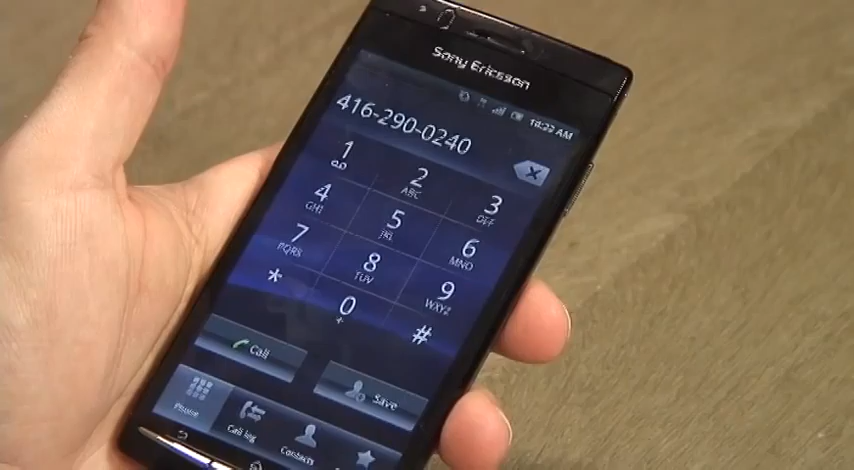 Sony Ericsson
10:23 AM
416-290-0240
1
2 ABC
3 DEF
4 GHI
5 JKL
6 MNO
7 PQRS
8 TUV
9 WXYZ
*
0 +
#
Call
Save
Phone
Call log
Contacts